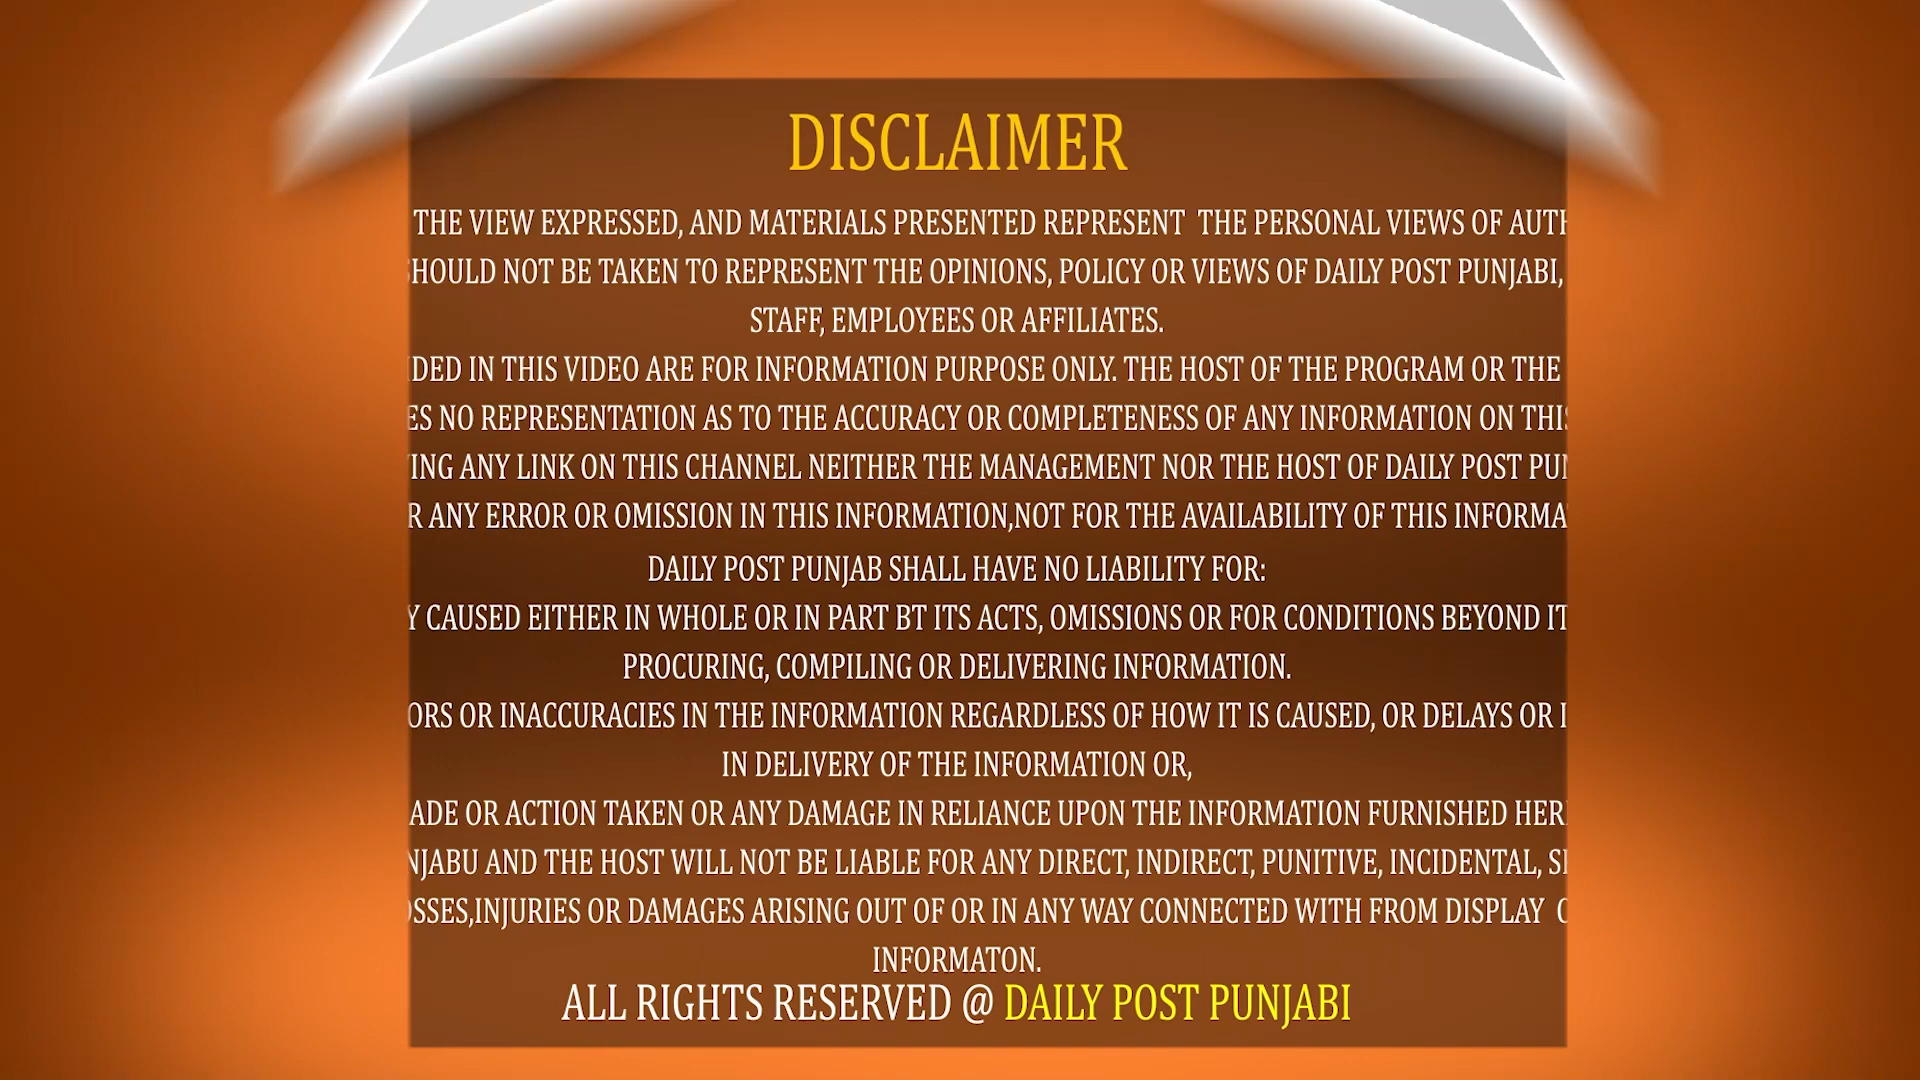 DISCLAIMER
THE VIEW EXPRESSED, AND MATERIALS PRESENTED REPRESENT THE PERSONAL VIEWS OF
SHOULD NOT BE TAKEN TO REPRESENT THE OPINIONS, POLICY OR VIEWS OF DAILY POST PUNJABI,
STAFF, EMPLOYEES OR AFFILIATES.
IN THIS VIDEO ARE FOR INFORMATION PURPOSE ONLY. THE HOST OF THE PROGRAM OR THE
NO REPRESENTATION AS TO THE ACCURACY OR COMPLETENESS OF ANY INFORMATION ON THIS
ANY LINK ON THIS CHANNEL NEITHER THE MANAGEMENT NOR THE HOST OF DAILY POST
ANY ERROR OR OMISSION IN THIS INFORMATION,NOT FOR THE AVAILABILITY OF THIS
DAILY POST PUNJAB SHALL HAVE NO LIABILITY FOR:
CAUSED EITHER IN WHOLE OR IN PART BT ITS ACTS, OMISSIONS OR FOR CONDITIONS BEYOND
PROCURING, COMPILING OR DELIVERING INFORMATION.
OR INACCURACIES IN THE INFORMATION REGARDLESS OF HOW IT IS CAUSED, OR DELAYS OR
IN DELIVERY OF THE INFORMATION OR,
OR ACTION TAKEN OR ANY DAMAGE IN RELIANCE UPON THE INFORMATION FURNISHED
AND THE HOST WILL NOT BE LIABLE FOR ANY DIRECT, INDIRECT, PUNITIVE, INCIDENTAL,
INJURIES OR DAMAGES ARISING OUT OF OR IN ANY WAY CONNECTED WITH FROM DISPLAY
INFORMATON.
ALL RIGHTS RESERVED @ DAILY POST PUNJABI